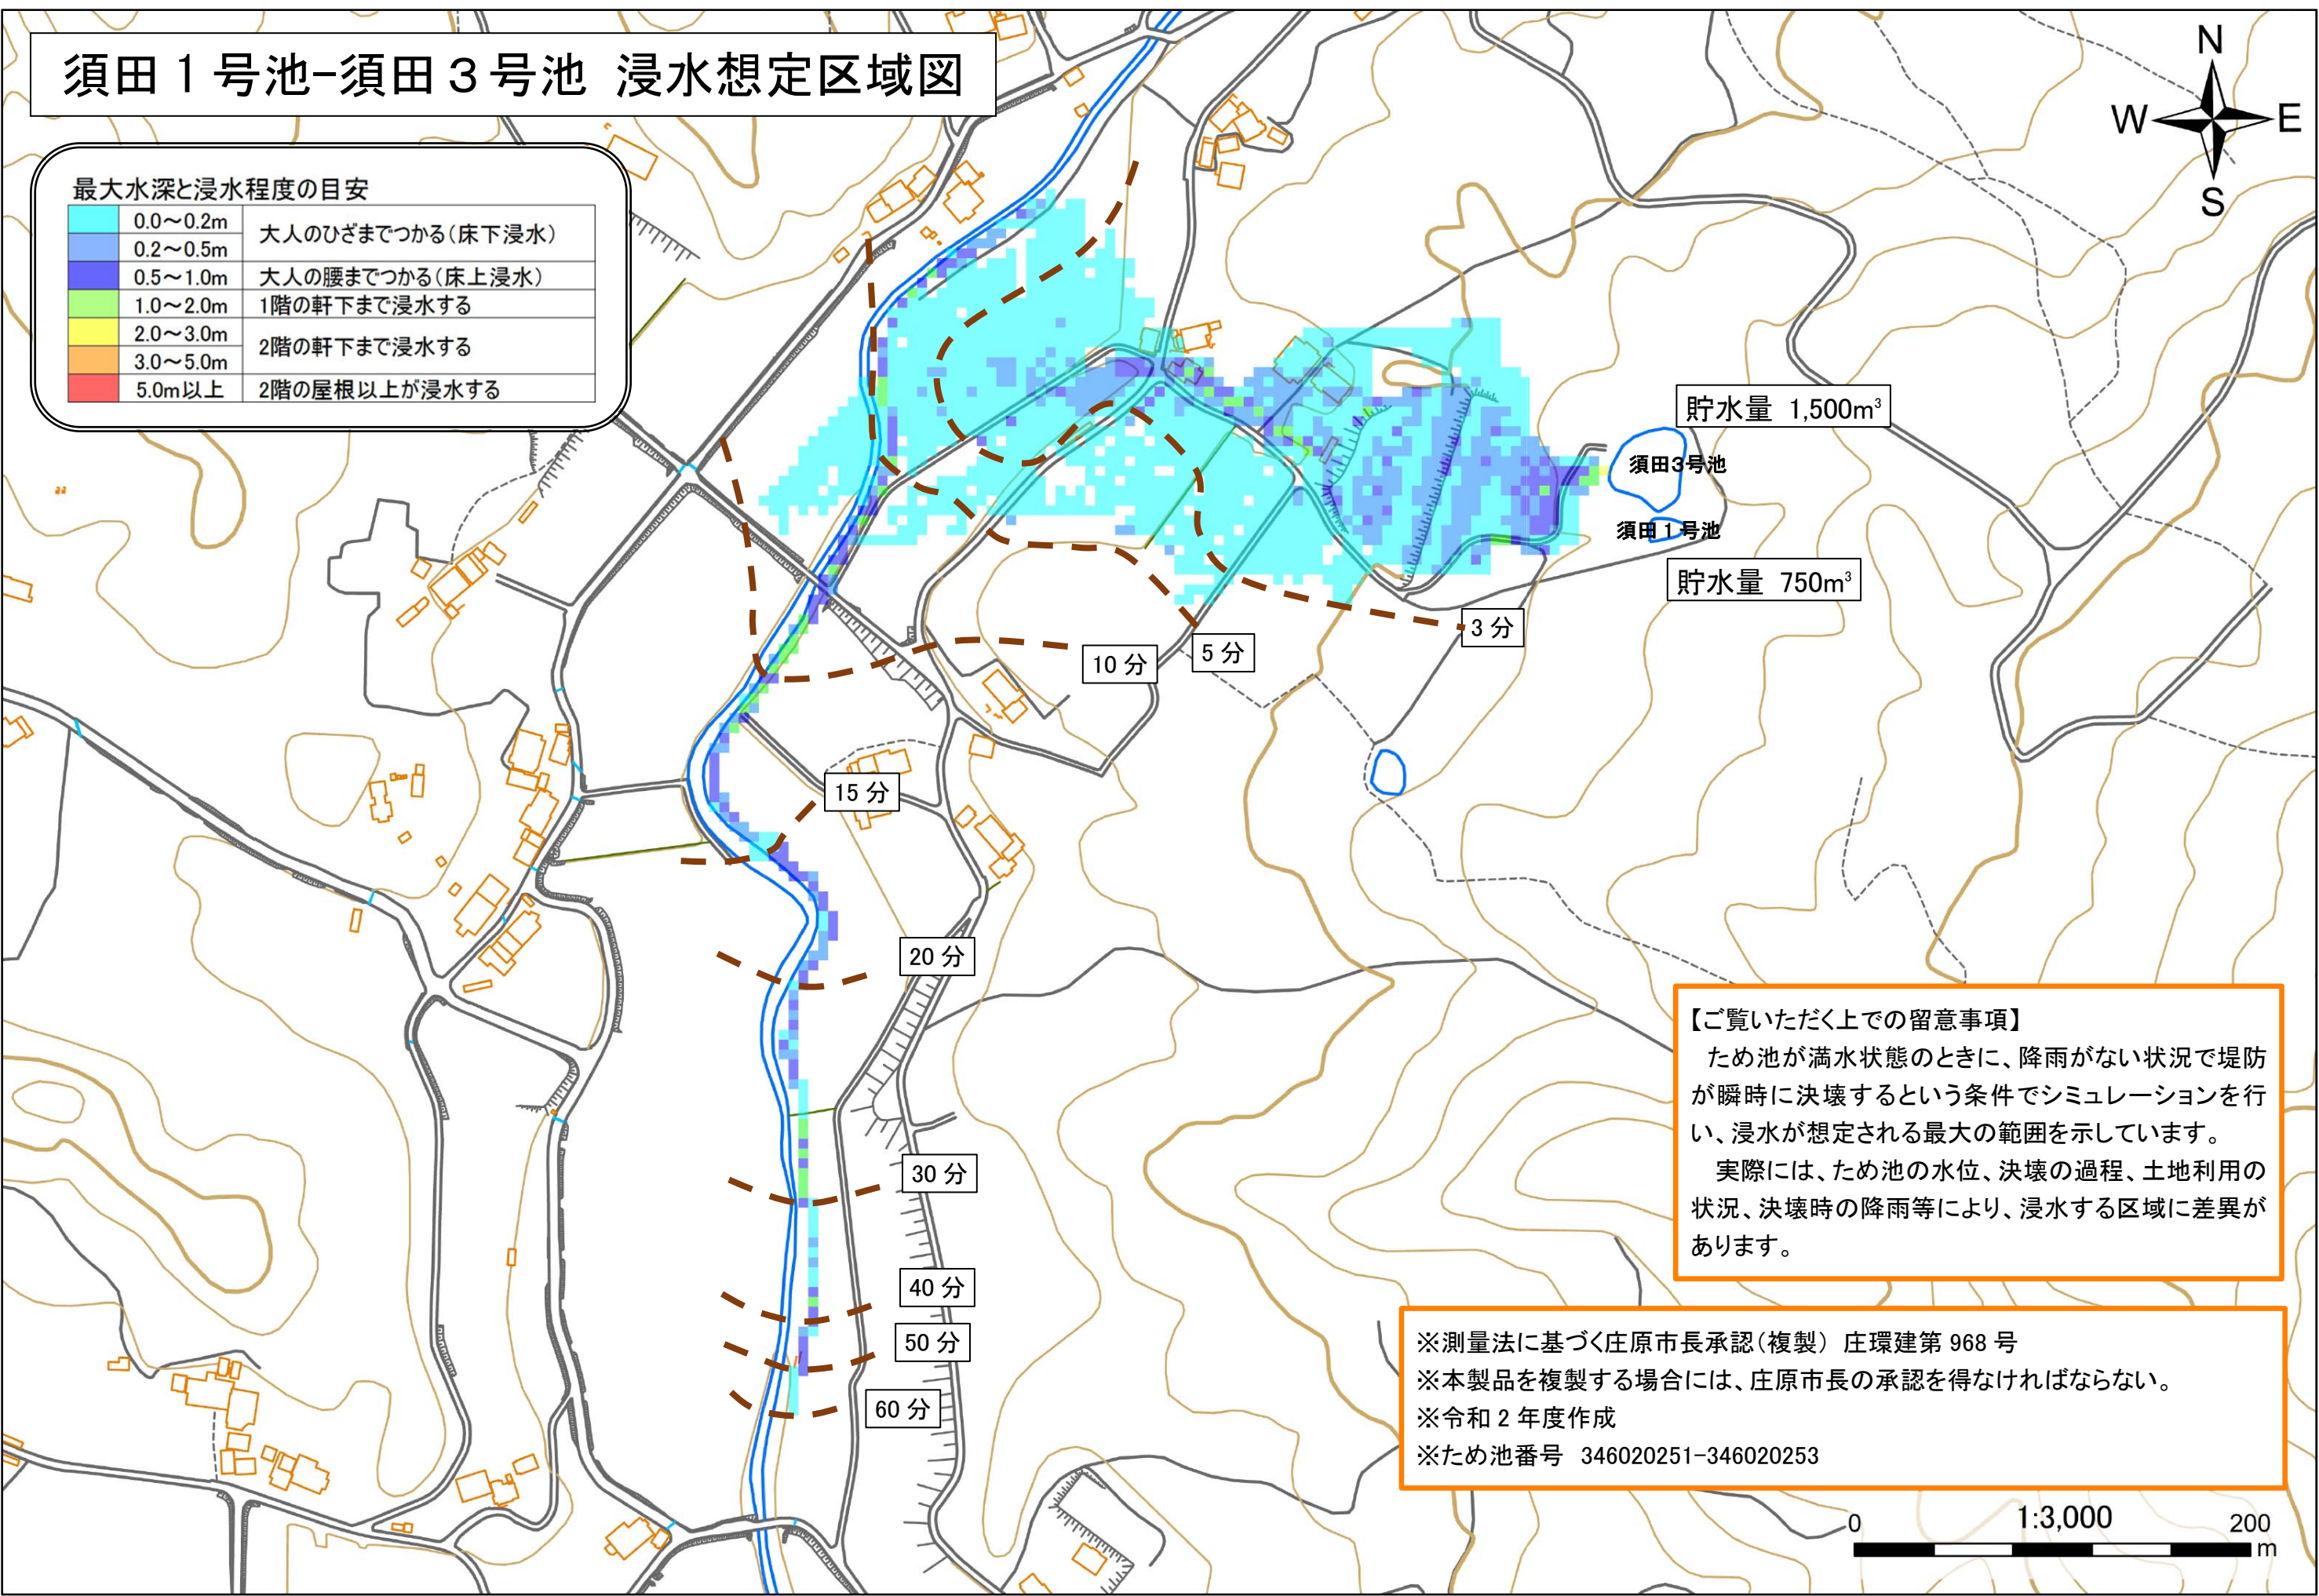 須田1号池−須田3号池 浸水想定区域図
N
W
E
S
最大水深と浸水程度の目安
0.0～0.2m
大人のひざまでつかる（床下浸水）
0.2～0.5m
0.5～1.0m 大人の腰までつかる（床上浸水）
1.0～2.0m 1階の軒下まで浸水する
2.0～3.0m
2階の軒下まで浸水する
3.0～5.0m
5.0m以上 2階の屋根以上が浸水する
貯水量 1,500m³
須田3号池
須田1号池
貯水量 750m³
3分
5分
10分
15分
20分
30分
40分
50分
60分
【ご覧いただく上での留意事項】
ため池が満水状態のときに、降雨がない状況で堤防
が瞬時に決壊するという条件でシミュレーションを行
い、浸水が想定される最大の範囲を示しています。
実際には、ため池の水位、決壊の過程、土地利用の
状況、決壊時の降雨等により、浸水する区域に差異が
あります。
※測量法に基づく庄原市長承認（複製） 庄環建第968号
※本製品を複製する場合には、庄原市長の承認を得なければならない。
※令和2年度作成
※ため池番号 346020251-346020253
0 1:3,000 200
m